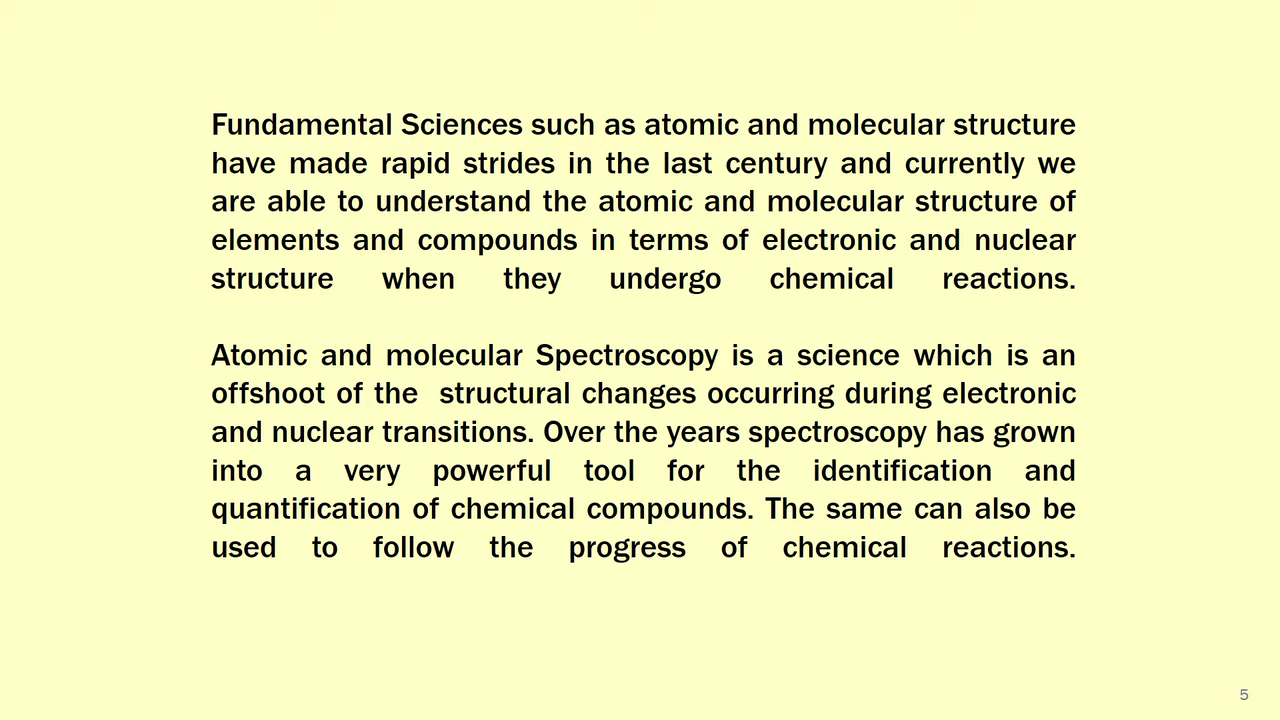 Fundamental Sciences such as atomic and molecular structure
have made rapid strides in the last century and currently we
are able to understand the atomic and molecular structure of
elements and compounds in terms of electronic and nuclear
structure when they undergo chemical reactions.
Atomic and molecular Spectroscopy is a science which is an
offshoot of the structural changes occurring during electronic
and nuclear transitions. Over the years spectroscopy has grown
into a very powerful tool for the identification and
quantification of chemical compounds. The same can also be
used to follow the progress of chemical reactions.
5